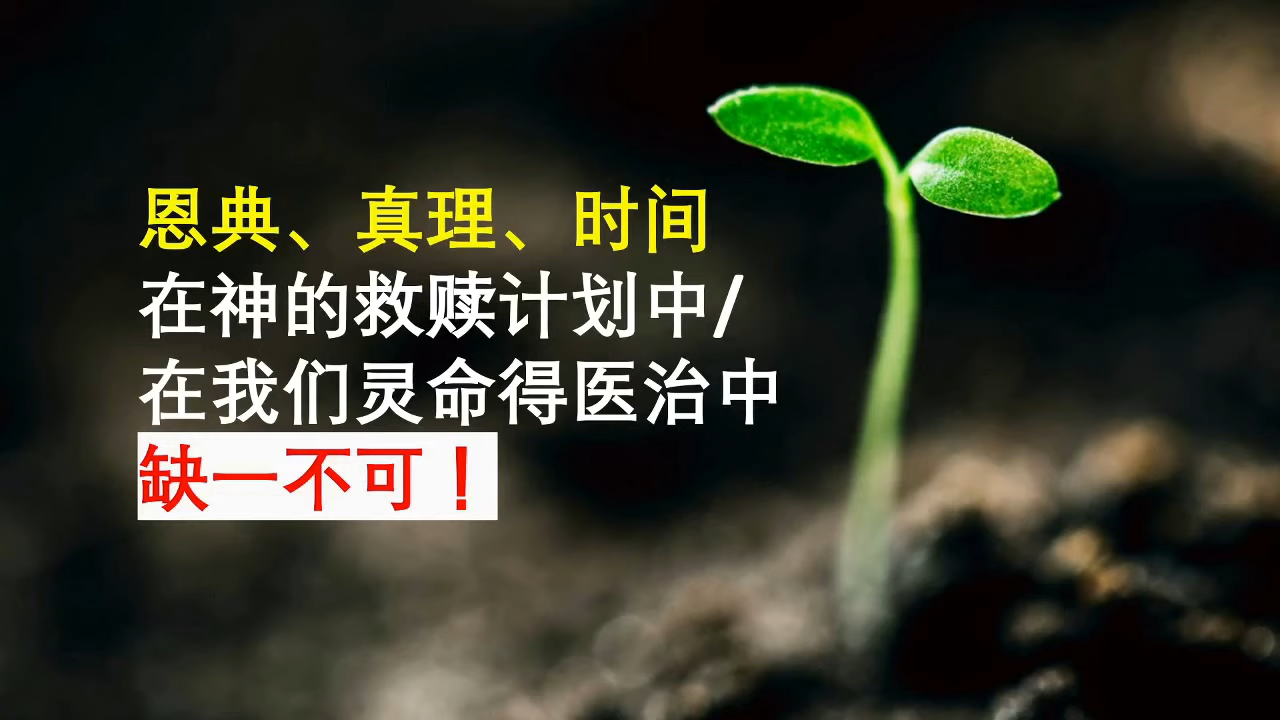 恩典、真理、时间
在神的救赎计划中/
在我们灵命得医治中
缺一不可！